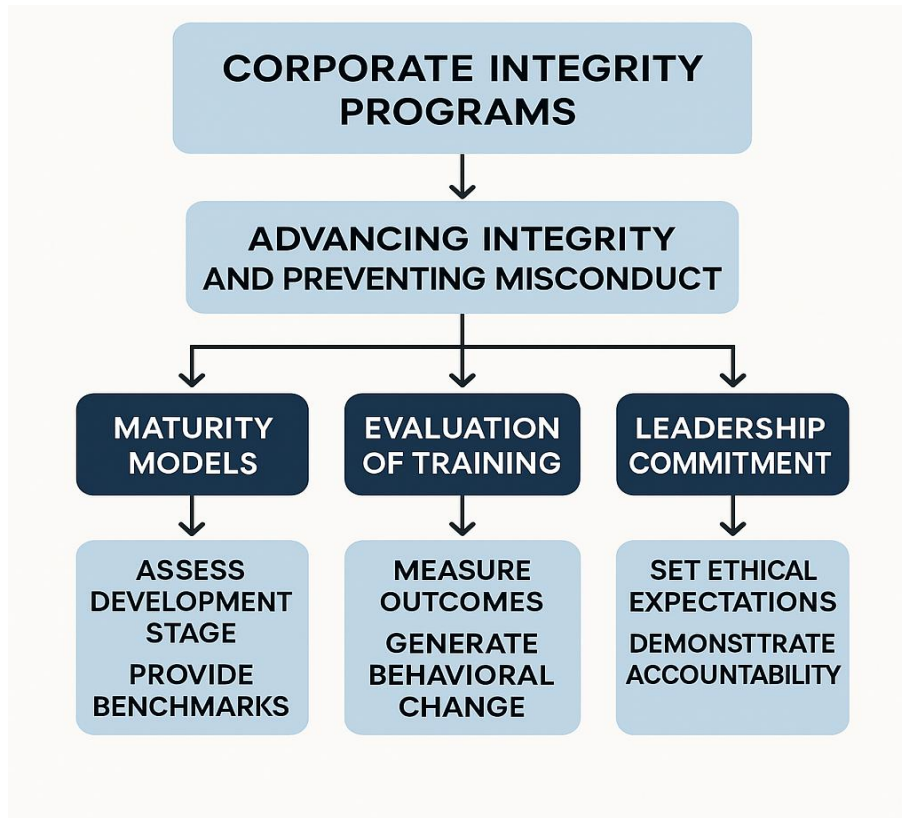 CORPORATE INTEGRITY
PROGRAMS
ADVANCING INTEGRITY
AND PREVENTING MISCONDUCT
MATURITY
MODELS
EVALUATION
OF TRAINING
LEADERSHIP
COMMITMENT
ASSESS
DEVELOPMENT
STAGE
PROVIDE
BENCHMARKS
MEASURE
OUTCOMES
GENERATE
BEHAVIORAL
CHANGE
SET ETHICAL
EXPECTATIONS
DEMONSTTRATE
ACCOUNTABILITY